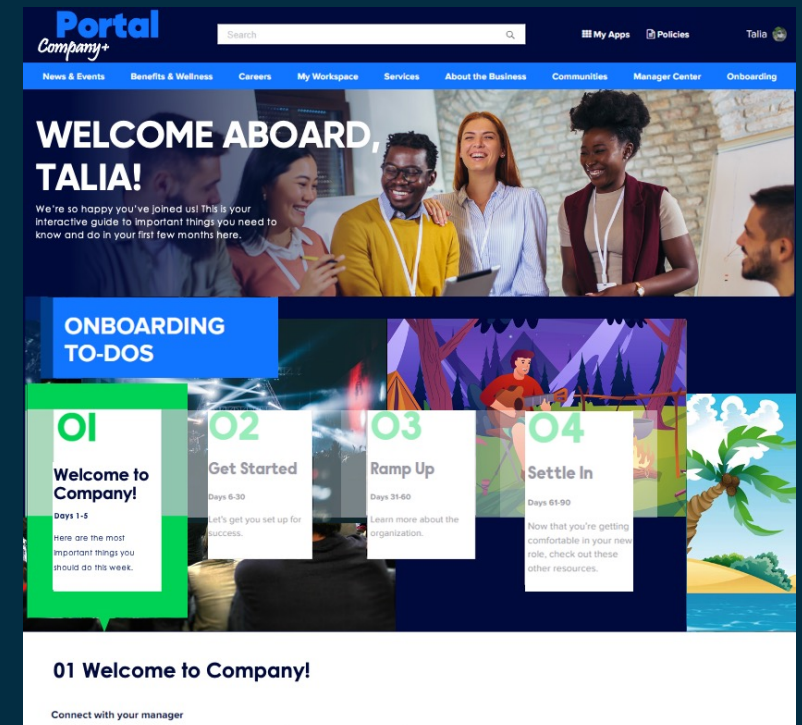 Portal
Company+
Search
My Apps
Policies
Talia
News & Events
Benefits & Wellness
Careers
My Workspace
Services
About the Business
Communities
Manager Center
Onboarding
WELCOME ABOARD,
TALIA!
We're so happy you've joined us! This is your
interactive guide to important things you need to
know and do in your first few months here.
ONBOARDING
TO-DOS
01
Welcome to
Company!
Days 1-5
Here are the most
important things you
should do this week.
02
Get Started
Days 6-30
Let's get you set up for
success.
03
Ramp Up
Days 31-60
Learn more about the
organization.
04
Settle In
Days 61-90
Now that you're getting
comfortable in your new
role, check out these
other resources.
01 Welcome to Company!
Connect with your manager